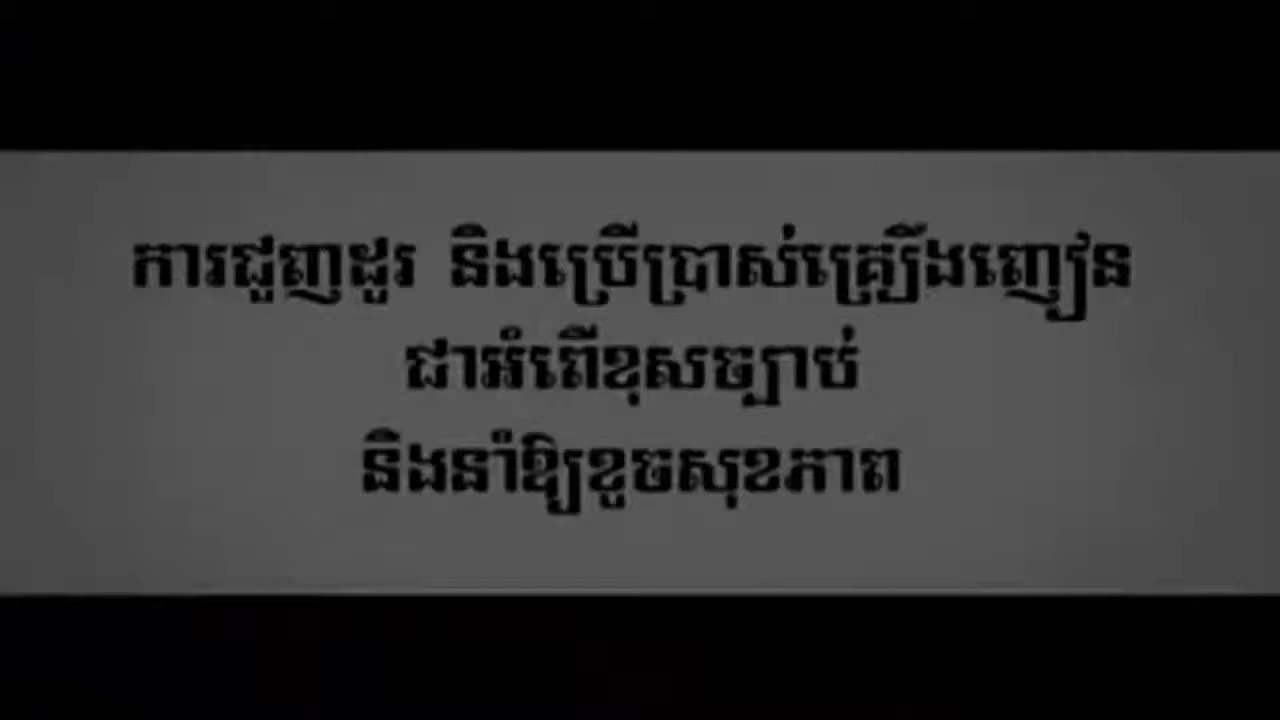 ការជួញដូរ និងប្រើប្រាស់គ្រឿងញៀន
ជាអំពើខុសច្បាប់
និងនាំឱ្យខូចសុខភាព